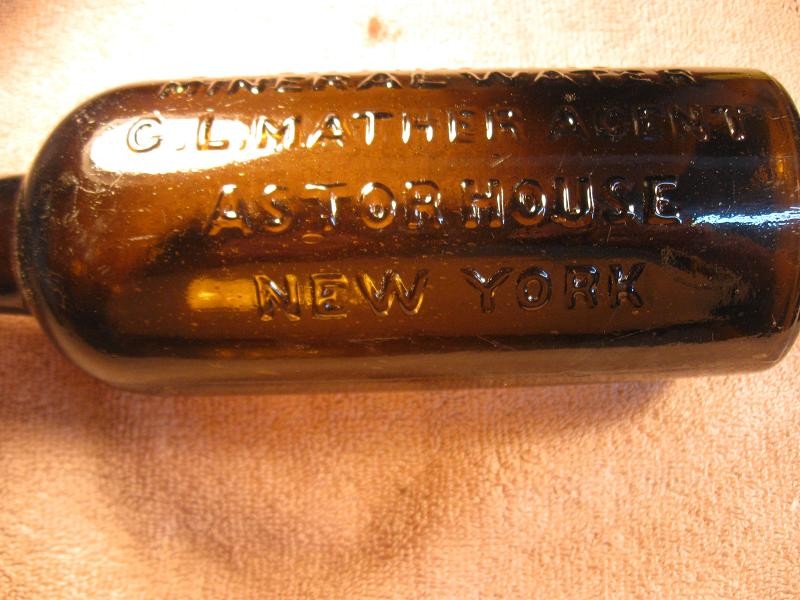 MINERAL WATER
G.L. MATHER AGENT
ASTOR HOUSE
NEW YORK